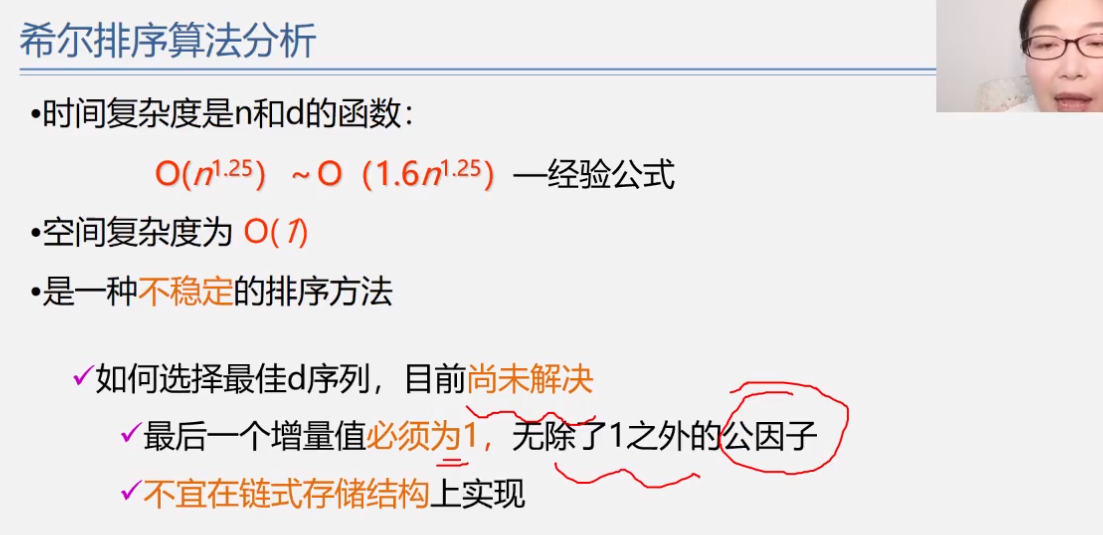 希尔排序算法分析
•时间复杂度是n和d的函数：
O(n^1.25) ~O (1.6n^1.25) —经验公式
•空间复杂度为 O(1)
•是一种不稳定的排序方法
✓如何选择最佳d序列，目前尚未解决
✓最后一个增量值必须为1，无除了1之外的公因子
✓不宜在链式存储结构上实现